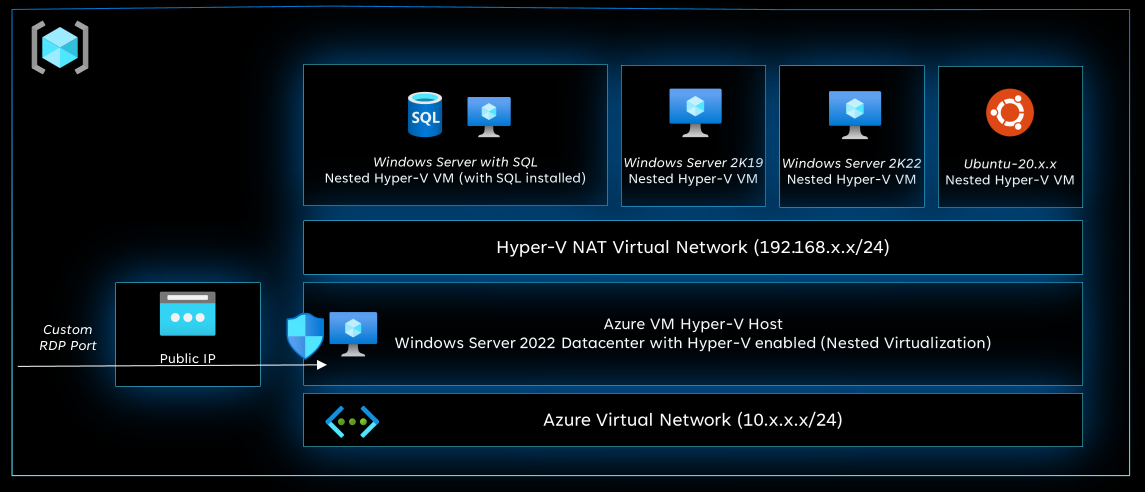 SQL
Windows Server with SQL
Nested Hyper-V VM (with SQL installed)
Windows Server 2K19
Nested Hyper-V VM
Windows Server 2K22
Nested Hyper-V VM
Ubuntu-20.x.x
Nested Hyper-V VM
Hyper-V NAT Virtual Network (192.168.x.x/24)
Custom
RDP Port
Public IP
Azure VM Hyper-V Host
Windows Server 2022 Datacenter with Hyper-V enabled (Nested Virtualization)
Azure Virtual Network (10.x.x.x/24)